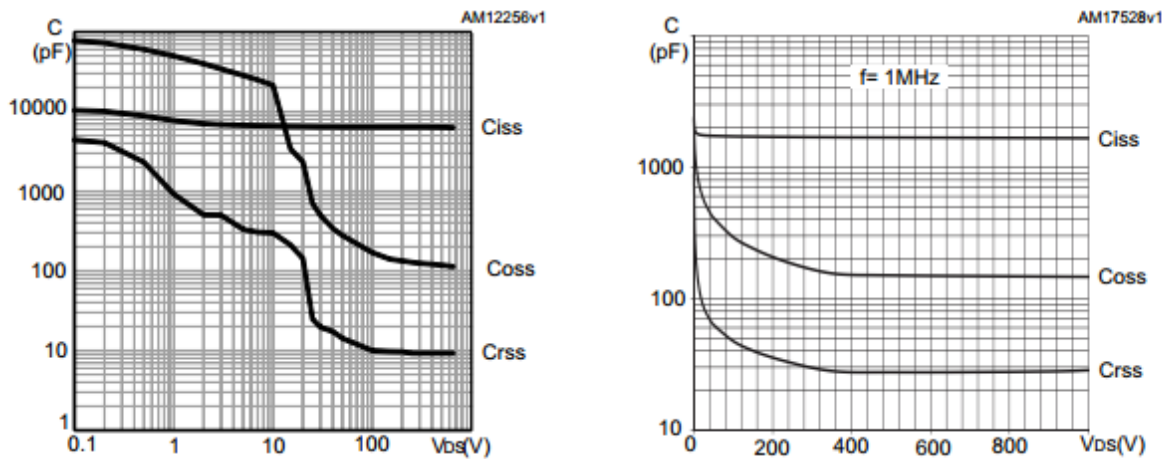 C
(pF)
AM12256v1
10000
1000
100
10
1
0.1
1
10
100
VDS(V)
Ciss
Coss
Crss
C
(pF)
AM17528v1
f= 1MHz
1000
100
10
0
200
400
600
800
VDS(V)
Ciss
Coss
Crss